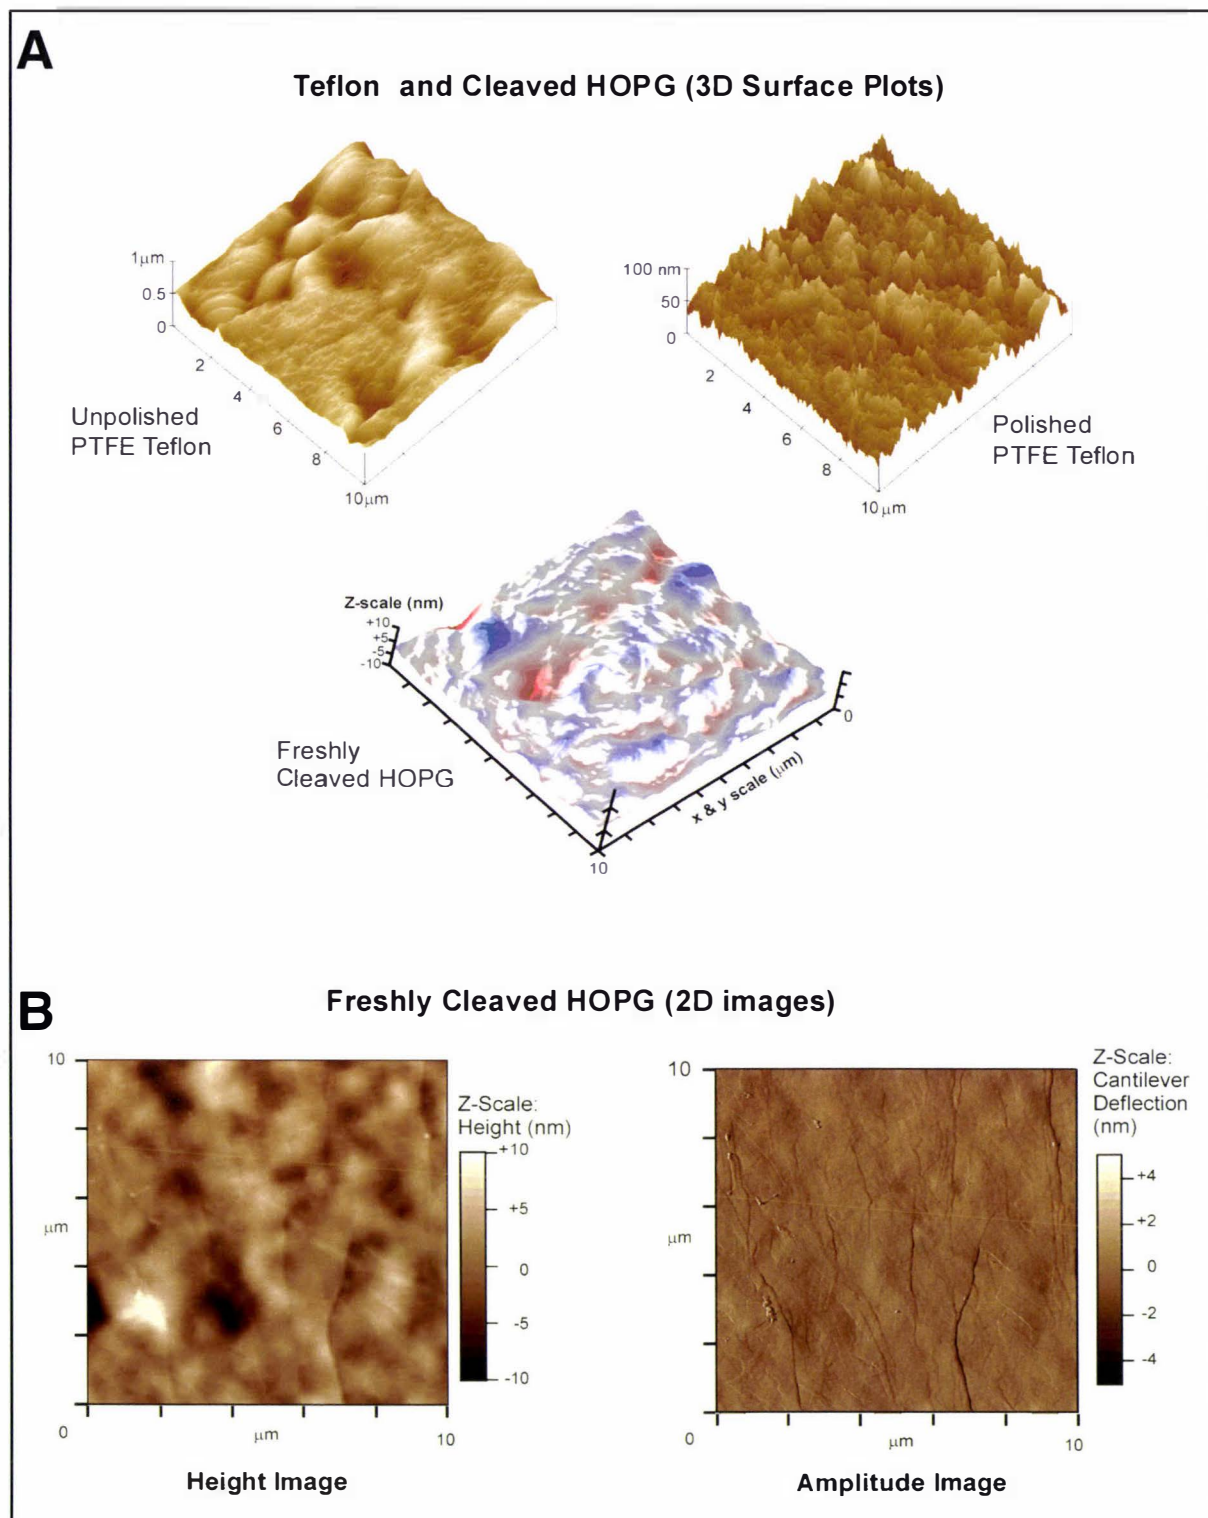 A
Teflon and Cleaved HOPG (3D Surface Plots)
1μm
0.5
0
2
4
6
8
10μm
Unpolished
PTFE Teflon
100 nm
50
0
2
4
6
8
10μm
Polished
PTFE Teflon
Z-scale (nm)
+10
+5
-5
-10
Freshly
Cleaved HOPG
0
x & y scale (μm)
10
B
Freshly Cleaved HOPG (2D images)
10
μm
0
μm
10
Z-Scale:
Height (nm)
+10
+5
0
-5
-10
Height Image
10
μm
0
μm
10
Z-Scale:
Cantilever
Deflection
(nm)
+4
+2
0
-2
-4
Amplitude Image